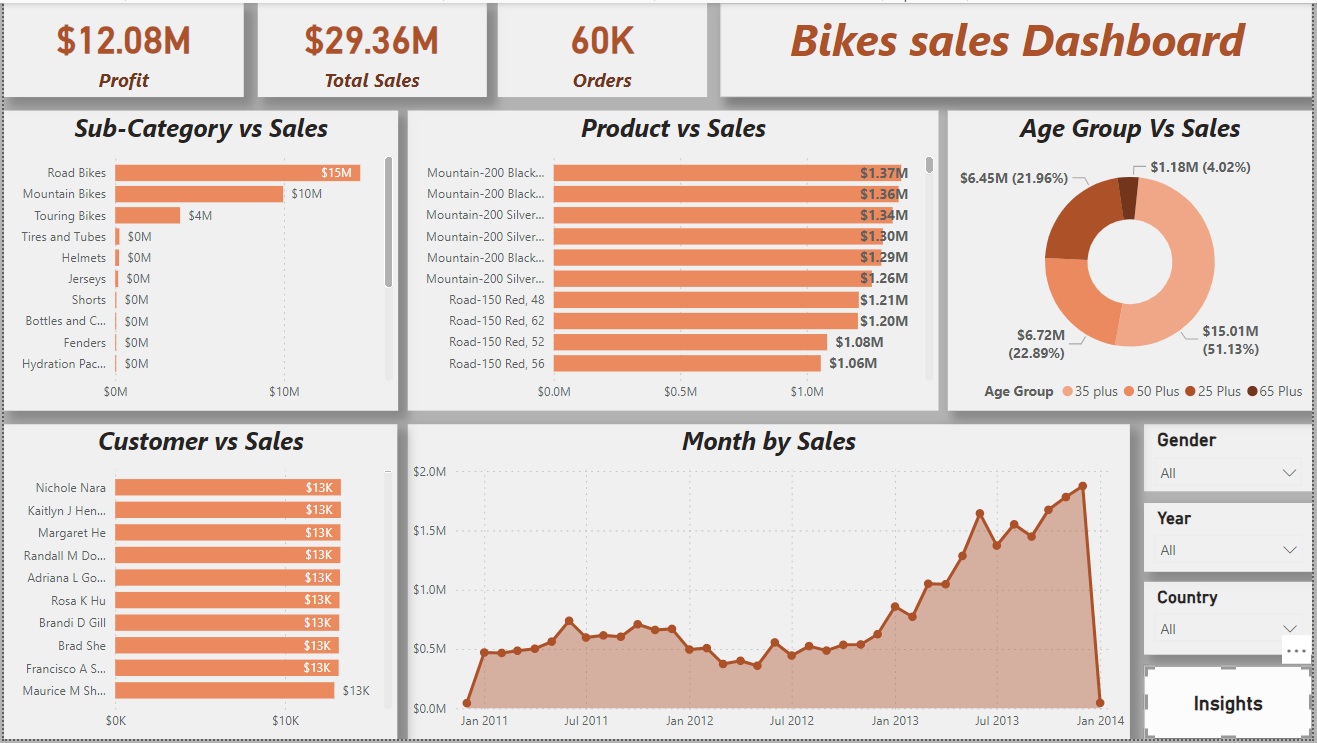 $12.08M
Profit
$29.36M
Total Sales
60K
Orders
Bikes sales Dashboard
Sub-Category vs Sales
Road Bikes $15M
Mountain Bikes $10M
Touring Bikes $4M
Tires and Tubes $0M
Helmets $0M
Jerseys $0M
Shorts $0M
Bottles and C... $0M
Fenders $0M
Hydration Pac... $0M
$0M $10M
Product vs Sales
Mountain-200 Black... $1.37M
Mountain-200 Black... $1.36M
Mountain-200 Silver... $1.34M
Mountain-200 Silver... $1.30M
Mountain-200 Black... $1.29M
Mountain-200 Silver... $1.26M
Road-150 Red, 48 $1.21M
Road-150 Red, 62 $1.20M
Road-150 Red, 52 $1.08M
Road-150 Red, 56 $1.06M
$0.0M $0.5M $1.0M
Age Group Vs Sales
$1.18M (4.02%)
$6.45M (21.96%)
$6.72M
(22.89%)
$15.01M
(51.13%)
Age Group 35 plus 50 Plus 25 Plus 65 Plus
Customer vs Sales
Nichole Nara $13K
Kaitlyn J Hen... $13K
Margaret He $13K
Randall M Do... $13K
Adriana L Go... $13K
Rosa K Hu $13K
Brandi D Gill $13K
Brad She $13K
Francisco A S... $13K
Maurice M Sh... $13K
$0K $10K
Month by Sales
$2.0M
$1.5M
$1.0M
$0.5M
$0.0M
Jan 2011 Jul 2011 Jan 2012 Jul 2012 Jan 2013 Jul 2013 Jan 2014
Gender
All
Year
All
Country
All
Insights